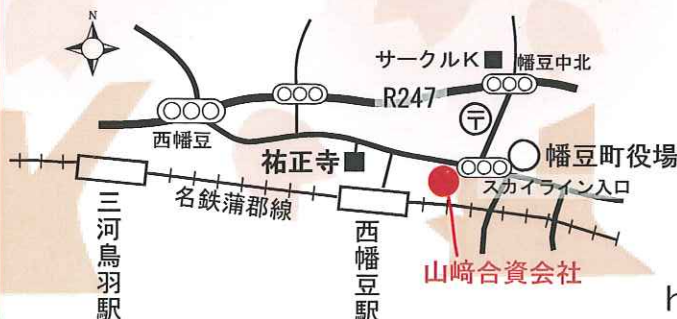 N
サークルK
幡豆中北
R247
〒
西幡豆
祐正寺
幡豆町役場
スカイライン入口
名鉄蒲郡線
三河鳥羽駅
西幡豆駅
山﨑合資会社
h